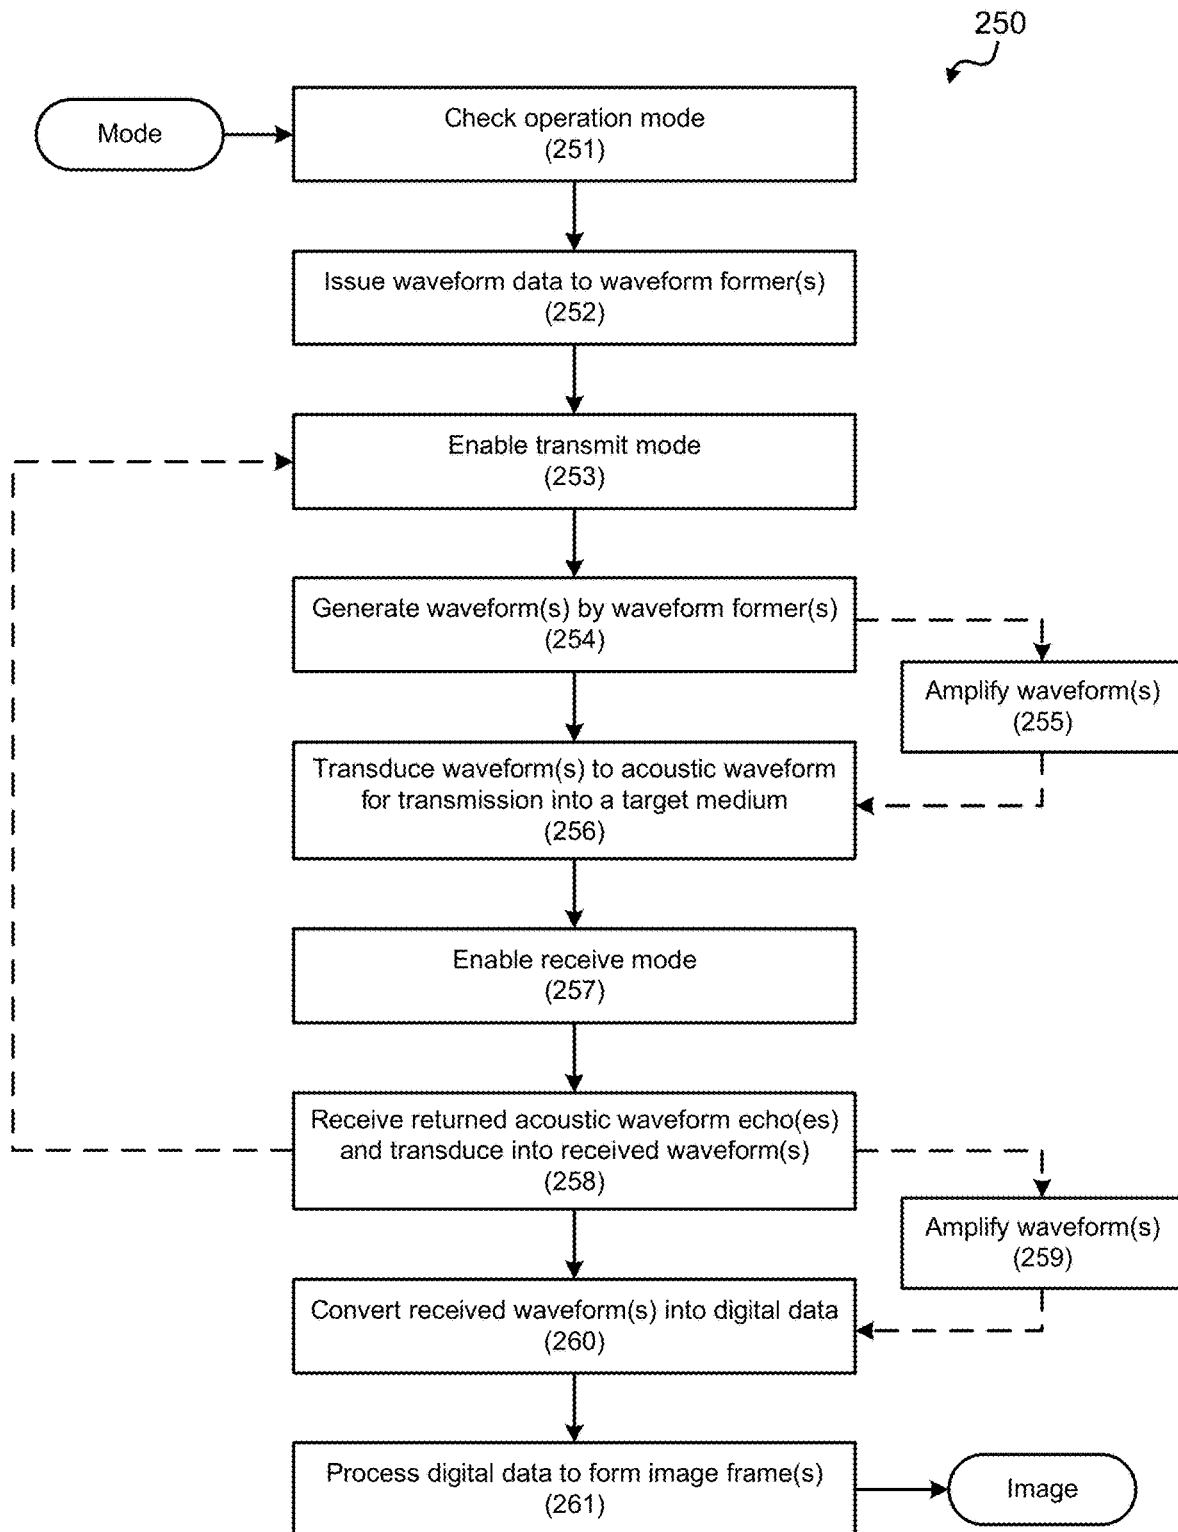 250
Mode
Check operation mode
(251)
Issue waveform data to waveform former(s)
(252)
Enable transmit mode
(253)
Generate waveform(s) by waveform former(s)
(254)
Amplify waveform(s)
(255)
Transduce waveform(s) to acoustic waveform
for transmission into a target medium
(256)
Enable receive mode
(257)
Receive returned acoustic waveform echo(es)
and transduce into received waveform(s)
(258)
Amplify waveform(s)
(259)
Convert received waveform(s) into digital data
(260)
Process digital data to form image frame(s)
(261)
Image